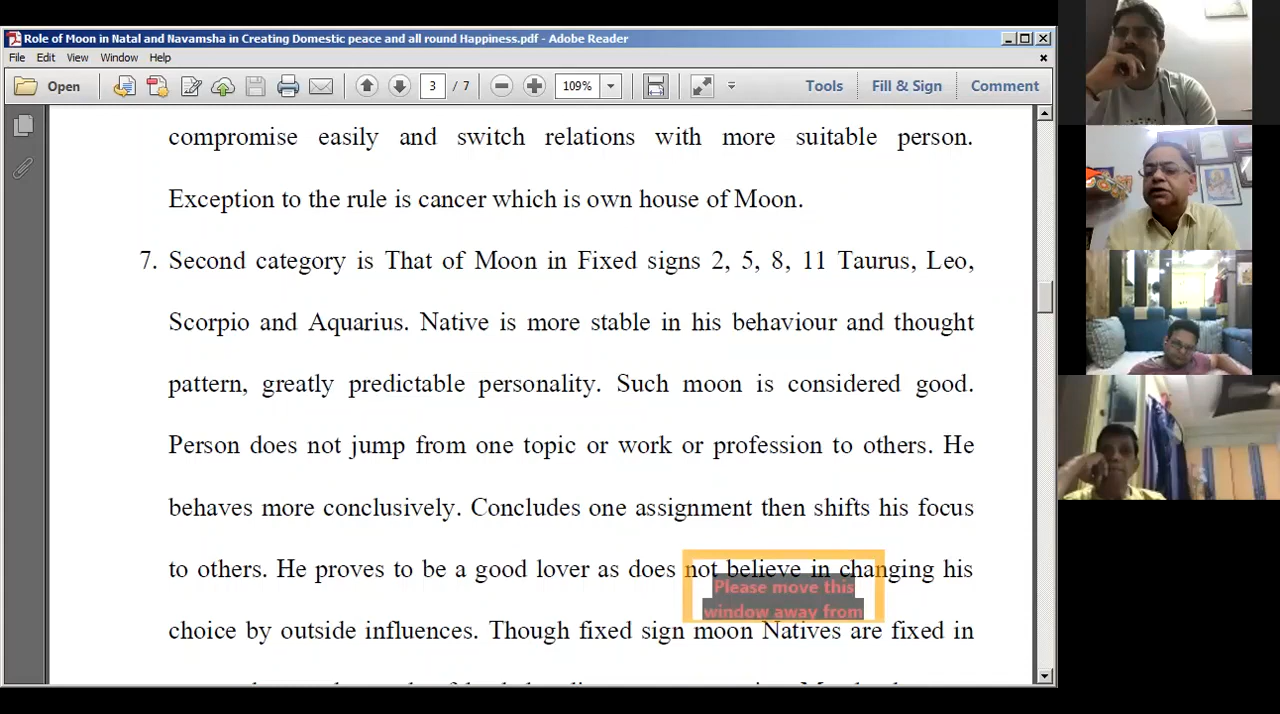 Role of Moon in Natal and Navamsha in Creating Domestic peace and all round Happiness.pdf - Adobe Reader
File Edit View Window Help
Open 3 / 7 109% Tools Fill & Sign Comment
compromise easily and switch relations with more suitable person.
Exception to the rule is cancer which is own house of Moon.
7. Second category is That of Moon in Fixed signs 2, 5, 8, 11 Taurus, Leo,
Scorpio and Aquarius. Native is more stable in his behaviour and thought
pattern, greatly predictable personality. Such moon is considered good.
Person does not jump from one topic or work or profession to others. He
behaves more conclusively. Concludes one assignment then shifts his focus
to others. He proves to be a good lover as does not believe in changing his
Please move this
window away from
choice by outside influences. Though fixed sign moon Natives are fixed in